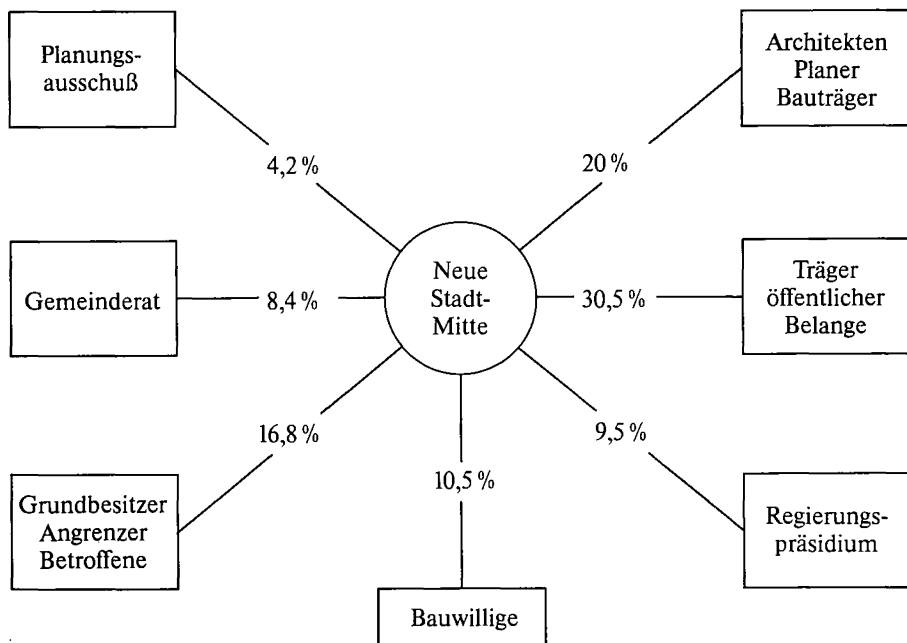 Planungs-
ausschuß
Architekten
Planer
Bauträger
4,2 %
20 %
Gemeinderat
8,4 %
Neue
Stadt-
Mitte
30,5 %
Träger
öffentlicher
Belange
16,8 %
9,5 %
10,5 %
Grundbesitzer
Angrenzer
Betroffene
Regierungs-
präsidium
Bauwillige